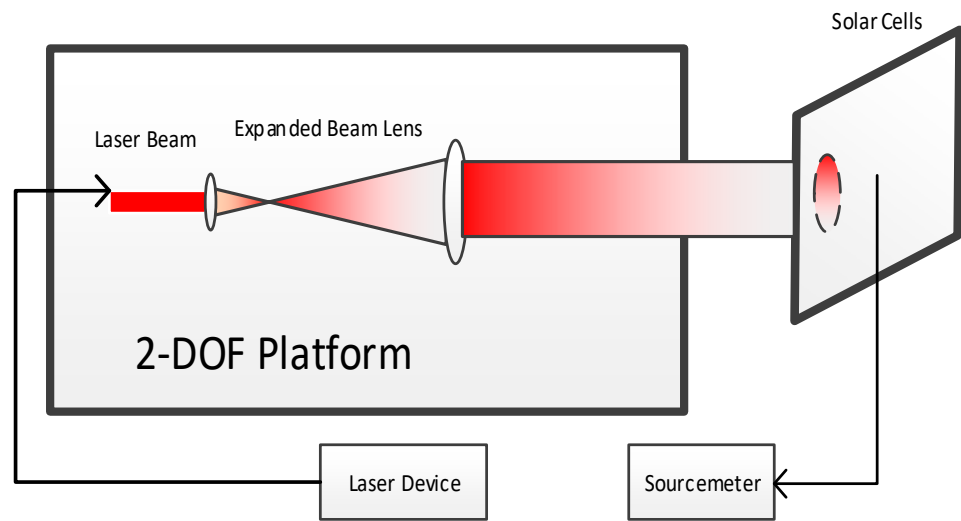 Solar Cells
Expanded Beam Lens
Laser Beam
2-DOF Platform
Laser Device
Sourcemeter